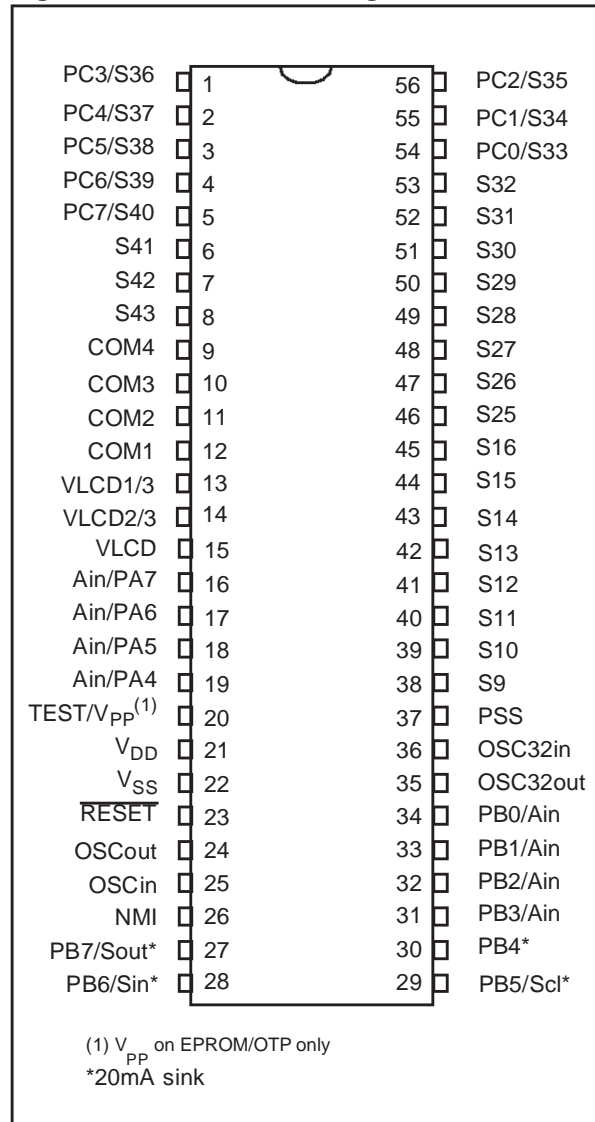 PC3/S36 1 56 PC2/S35
PC4/S37 2 55 PC1/S34
PC5/S38 3 54 PC0/S33
PC6/S39 4 53 S32
PC7/S40 5 52 S31
S41 6 51 S30
S42 7 50 S29
S43 8 49 S28
COM4 9 48 S27
COM3 10 47 S26
COM2 11 46 S25
COM1 12 45 S16
VLCD1/3 13 44 S15
VLCD2/3 14 43 S14
VLCD 15 42 S13
Ain/PA7 16 41 S12
Ain/PA6 17 40 S11
Ain/PA5 18 39 S10
Ain/PA4 19 38 S9
TEST/VPP(1) 20 37 PSS
VDD 21 36 OSC32in
VSS 22 35 OSC32out
RESET 23 34 PB0/Ain
OSCout 24 33 PB1/Ain
OSCin 25 32 PB2/Ain
NMI 26 31 PB3/Ain
PB7/Sout* 27 30 PB4*
PB6/Sin* 28 29 PB5/Scl*
(1) VPP on EPROM/OTP only
*20mA sink